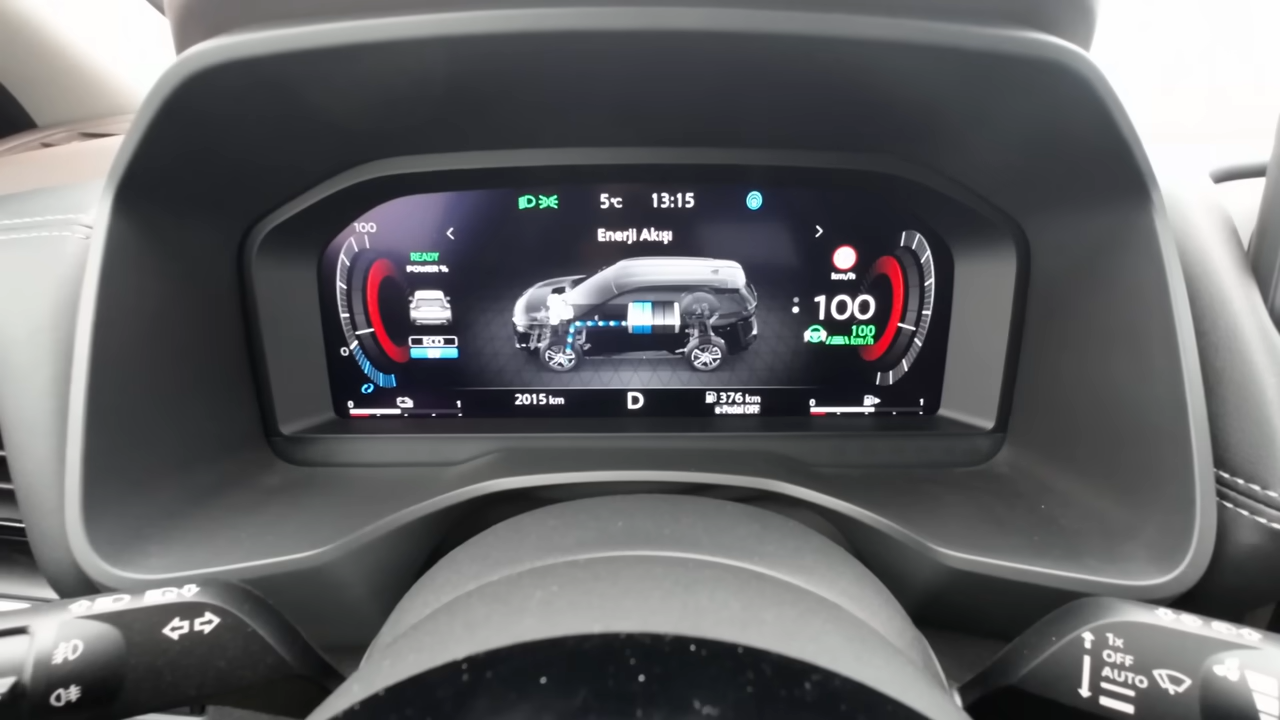 5°C 13:15
Enerji Akışı
100
READY
POWER %
ECO
0
km/h
100
100
km/h
2015 km D 376 km
e-Pedal OFF
0 1
0 1
1x
OFF
AUTO